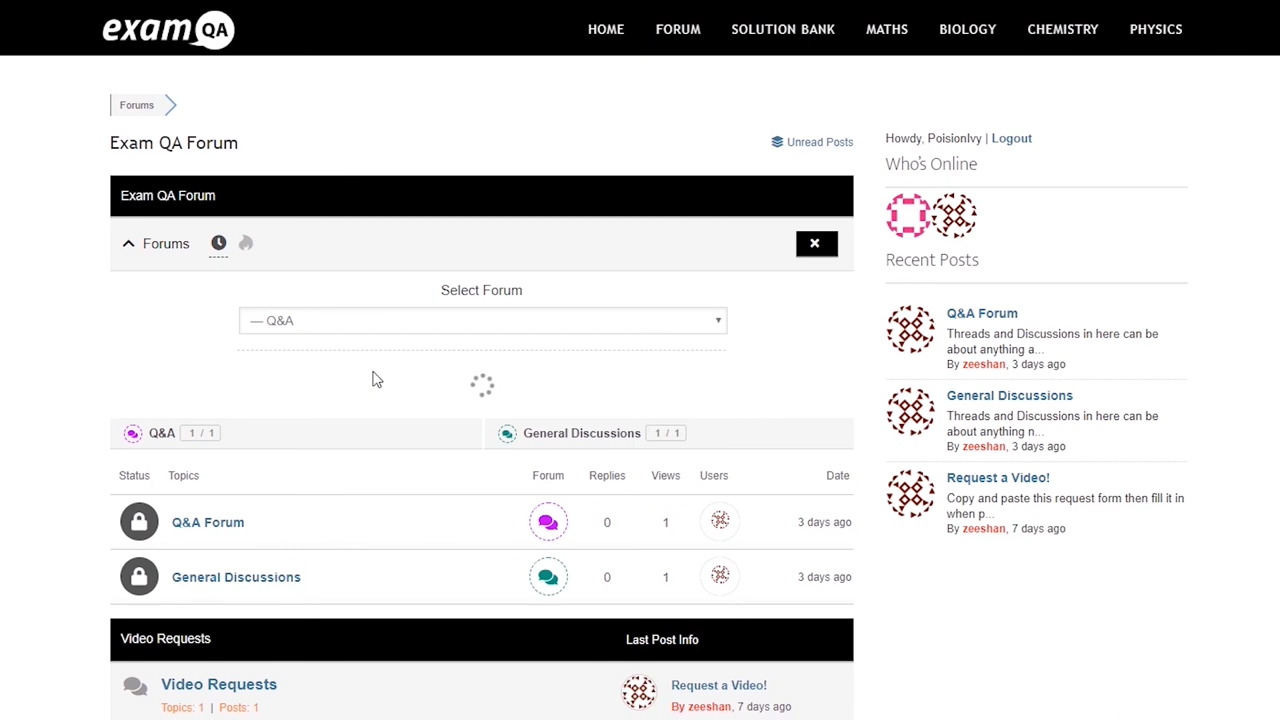 exam QA
HOME FORUM SOLUTION BANK MATHS BIOLOGY CHEMISTRY PHYSICS
Forums
Exam QA Forum
Unread Posts
Exam QA Forum
Forums
Select Forum
— Q&A
Q&A 1 / 1
General Discussions 1 / 1
Status Topics Forum Replies Views Users Date
Q&A Forum 0 1 3 days ago
General Discussions 0 1 3 days ago
Video Requests Last Post Info
Video Requests
Topics: 1 | Posts: 1
Request a Video!
By zeeshan, 7 days ago
Howdy, PoisionIvy | Logout
Who's Online
Recent Posts
Q&A Forum
Threads and Discussions in here can be
about anything a...
By zeeshan, 3 days ago
General Discussions
Threads and Discussions in here can be
about anything n...
By zeeshan, 3 days ago
Request a Video!
Copy and paste this request form then fill it in
when p...
By zeeshan, 7 days ago